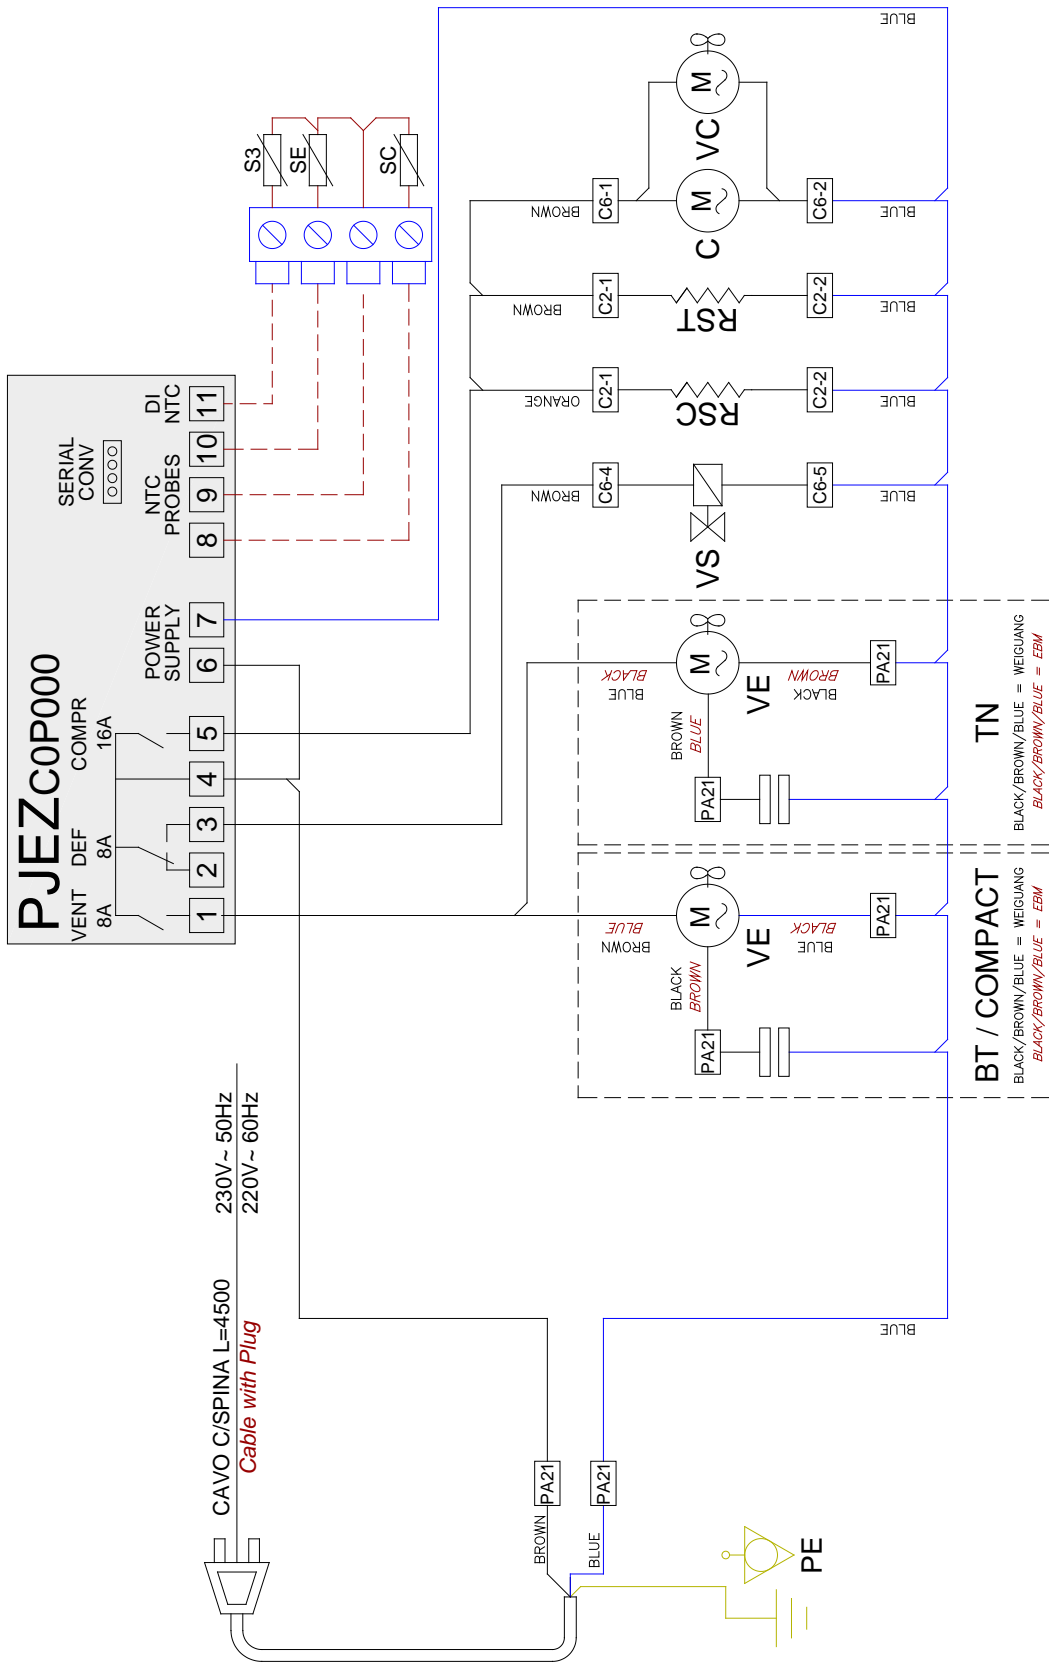 PJEZC0P000
SERIAL
CONV
VENT
8A
DEF
8A
COMPR
16A
POWER
SUPPLY
NTC
PROBES
DI
NTC
1
2
3
4
5
6
7
8
9
10
11
S3
SE
SC
230V~ 50Hz
220V~ 60Hz
CAVO C/SPINA L=4500
Cable with Plug
BROWN
PA21
BLUE
PA21
PE
BLUE
BROWN
BLUE
VE
M
BLUE
BLACK
BLACK
BROWN
PA21
PA21
BT / COMPACT
BLACK/BROWN/BLUE = WEIGUANG
BLACK/BROWN/BLUE = EBM
BLUE
BLACK
VE
M
BLACK
BROWN
BROWN
BLUE
PA21
PA21
TN
BLACK/BROWN/BLUE = WEIGUANG
BLACK/BROWN/BLUE = EBM
BROWN
C6-4
VS
C6-5
BLUE
ORANGE
C2-1
RSC
C2-2
BLUE
BROWN
C2-1
RST
C2-2
BLUE
BROWN
C6-1
C
M
VC
M
C6-2
BLUE
BLUE